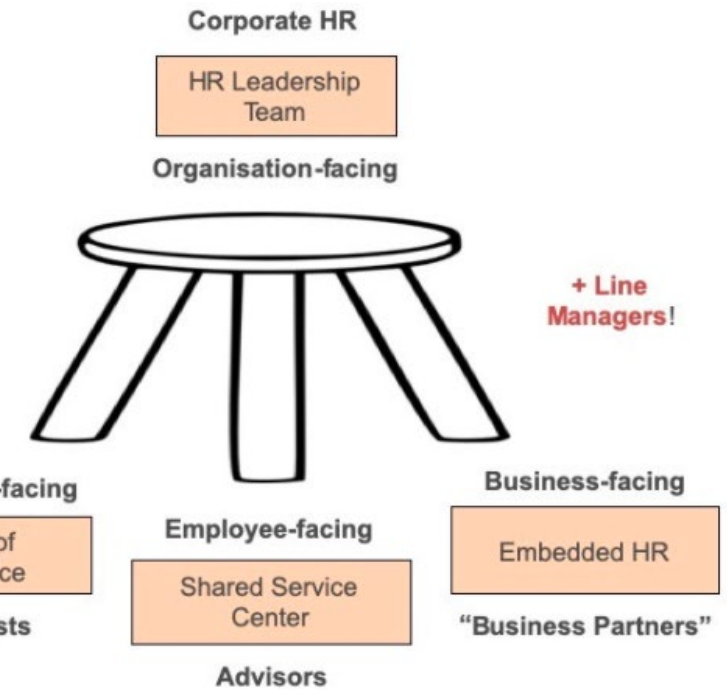 Corporate HR
HR Leadership
Team
Organisation-facing
+ Line
Managers!
-facing
of
ce
sts
Employee-facing
Shared Service
Center
Advisors
Business-facing
Embedded HR
“Business Partners”